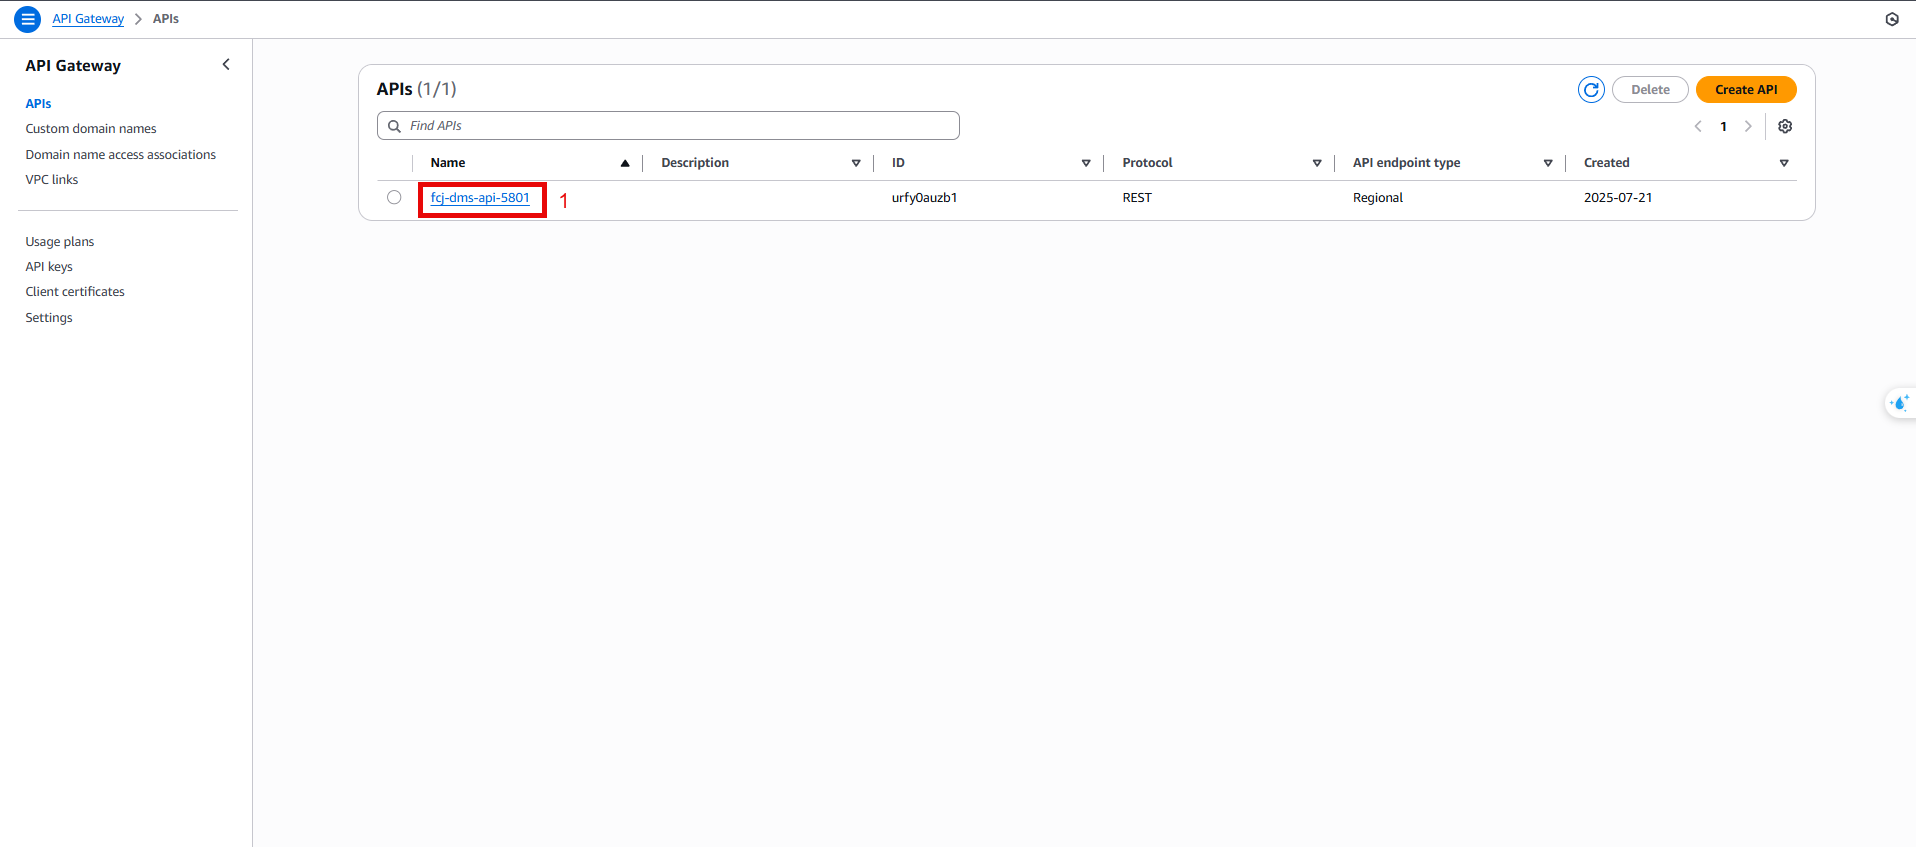 API Gateway > APIs
API Gateway
APIs
Custom domain names
Domain name access associations
VPC links
Usage plans
API keys
Client certificates
Settings
APIs (1/1)
Delete
Create API
Find APIs
1
Name Description ID Protocol API endpoint type Created
fcj-dms-api-5801 1 urfy0auzb1 REST Regional 2025-07-21